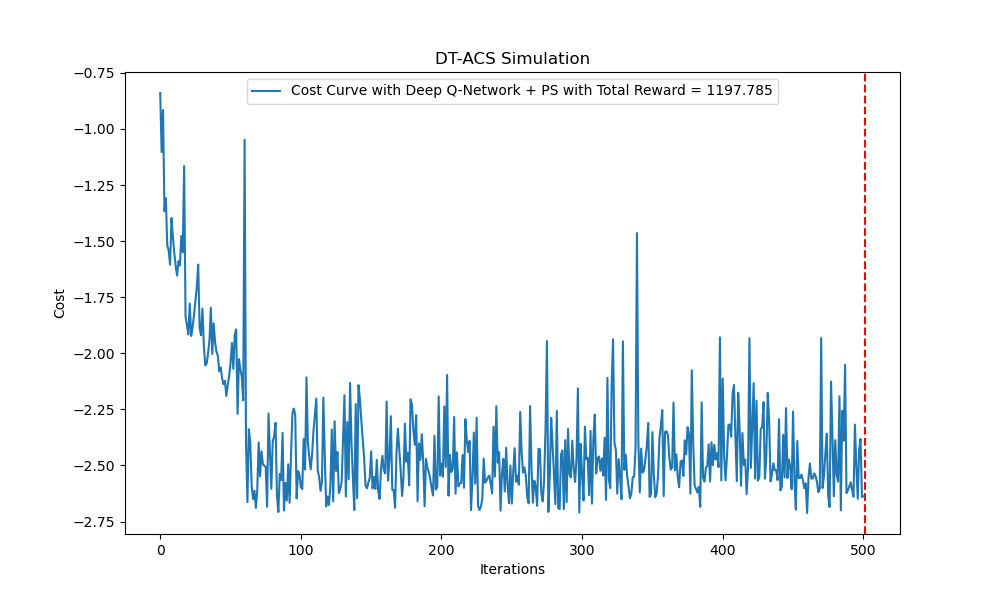 DT-ACS Simulation
Cost Curve with Deep Q-Network + PS with Total Reward = 1197.785
−0.75
−1.00
−1.25
−1.50
−1.75
−2.00
−2.25
−2.50
−2.75
Cost
0 100 200 300 400 500
Iterations